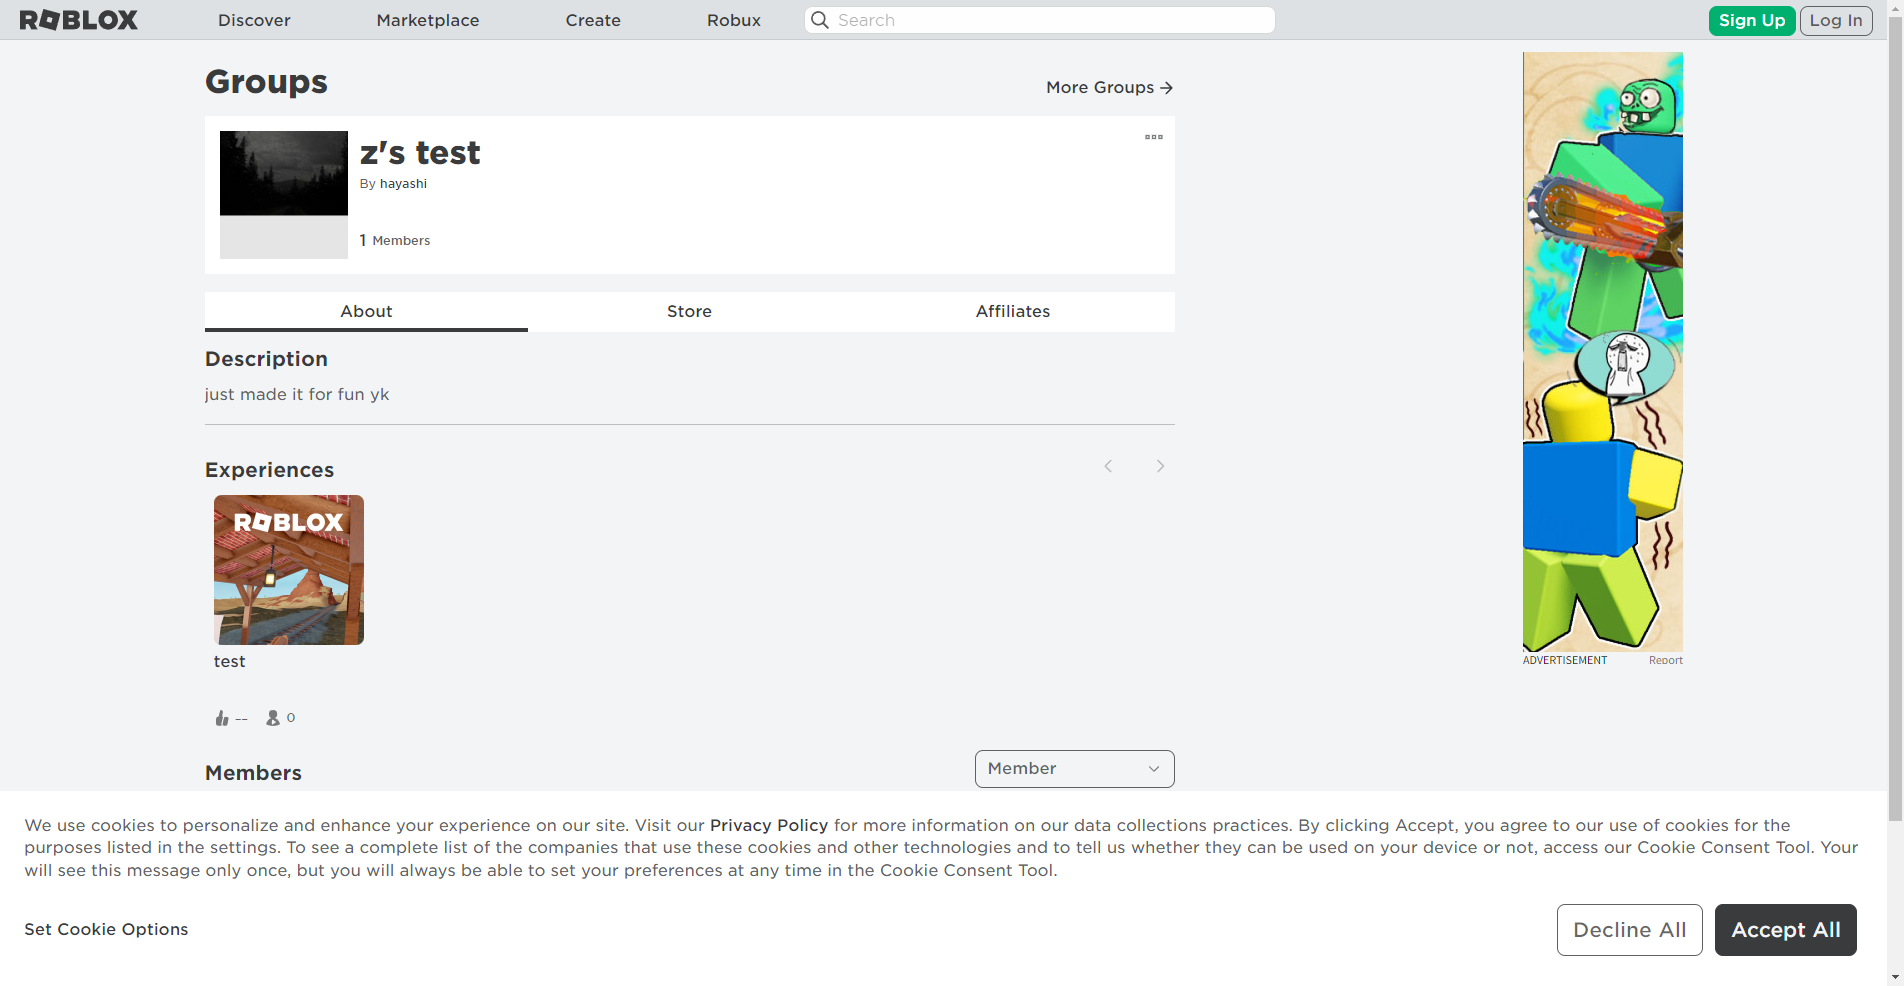 ROBLOX
Discover
Marketplace
Create
Robux
Search
Sign Up
Log In
Groups
More Groups
z's test
By hayashi
1 Members
About
Store
Affiliates
Description
just made it for fun yk
Experiences
ROBLOX
test
--
0
ADVERTISEMENT
Report
Members
Member
We use cookies to personalize and enhance your experience on our site. Visit our Privacy Policy for more information on our data collections practices. By clicking Accept, you agree to our use of cookies for the
purposes listed in the settings. To see a complete list of the companies that use these cookies and other technologies and to tell us whether they can be used on your device or not, access our Cookie Consent Tool. Your
will see this message only once, but you will always be able to set your preferences at any time in the Cookie Consent Tool.
Set Cookie Options
Decline All
Accept All